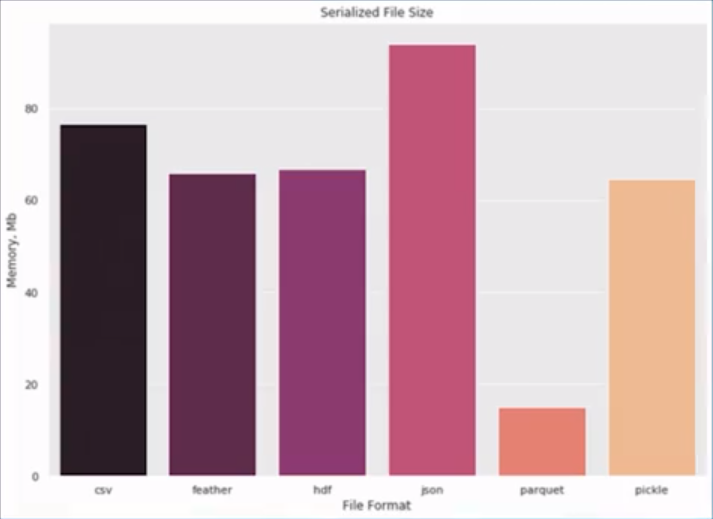 Serialized File Size
Memory, Mb
80
60
40
20
0
csv feather hdf json parquet pickle
File Format